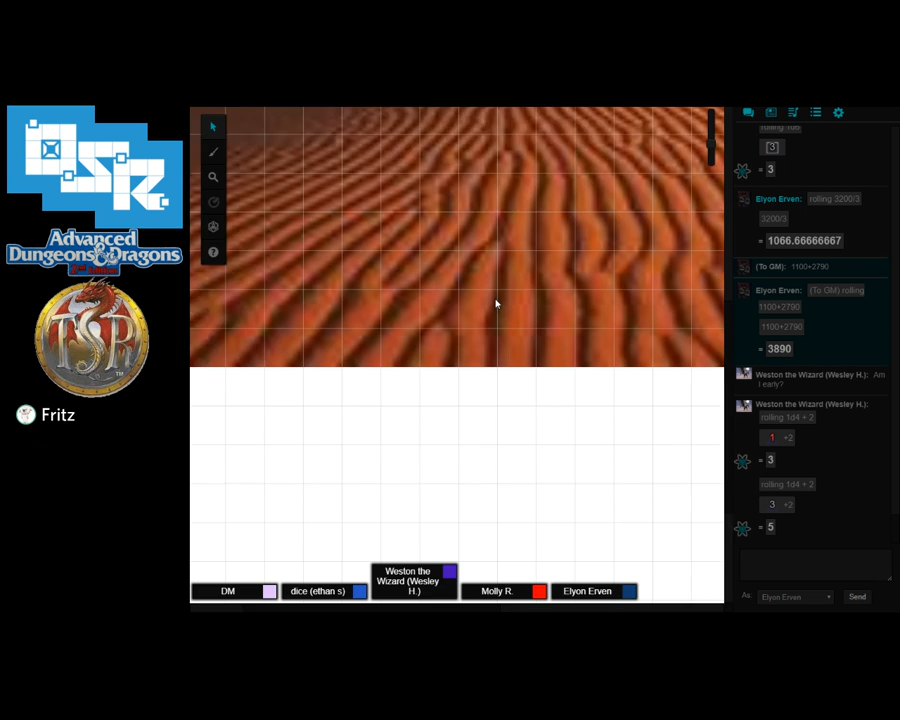 OSR
Advanced
Dungeons & Dragons
2nd Edition
TSR
™
Fritz
rolling 1d6
[3]
= 3
Elyon Erven: rolling 3200/3
3200/3
= 1066.66666667
(To GM): 1100+2790
Elyon Erven: (To GM) rolling
1100+2790
1100+2790
= 3890
Weston the Wizard (Wesley H.): Am
I early?
Weston the Wizard (Wesley H.):
rolling 1d4 + 2
1 +2
= 3
rolling 1d4 + 2
3 +2
= 5
DM
dice (ethan s)
Weston the
Wizard (Wesley
H.)
Molly R.
Elyon Erven
As: Elyon Erven
Send